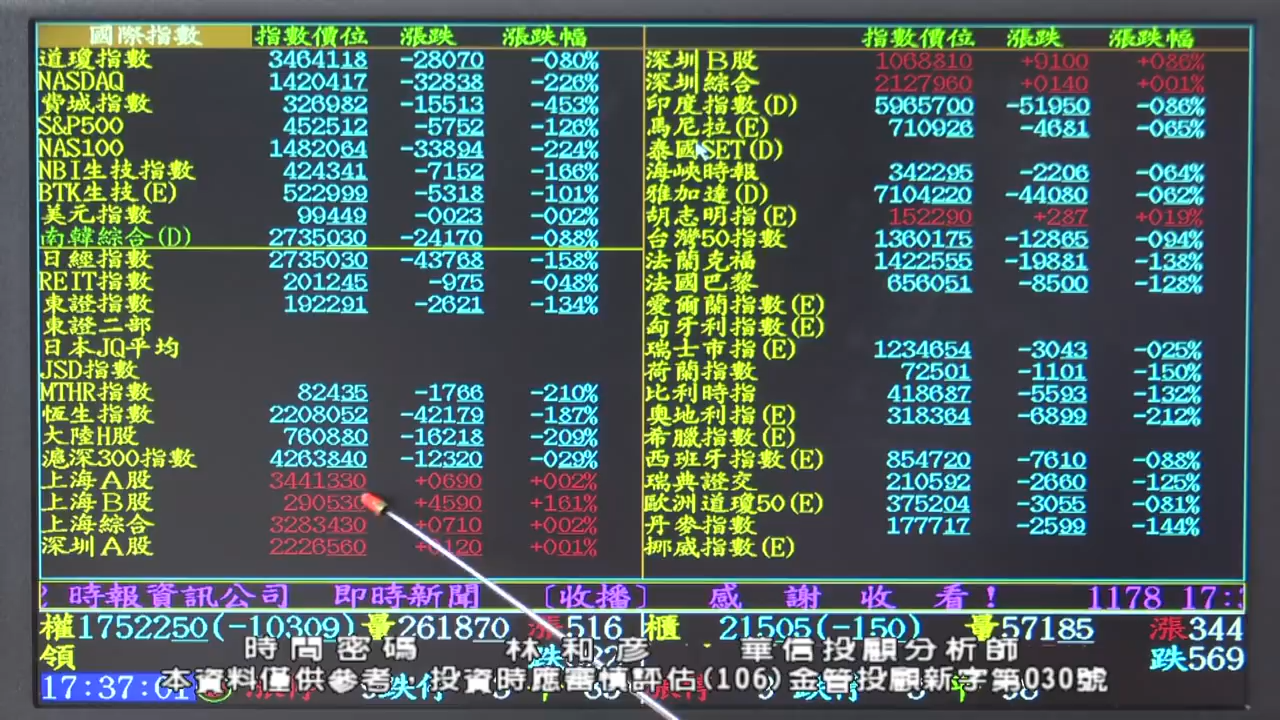 國際指數 指數價位 漲跌 漲跌幅
道瓊指數 3464118 -28070 -080%
NASDAQ 1420417 -32838 -226%
費城指數 326982 -15513 -453%
S&P500 452512 -5752 -126%
NAS100 1482064 -33894 -224%
NBI生技指數 424341 -7152 -166%
BTK生技(E) 522999 -5318 -101%
美元指數 99449 -0023 -002%
南韓綜合(D) 2735030 -24170 -088%
日經指數 2735030 -43768 -158%
REIT指數 201245 -975 -048%
東證指數 192291 -2621 -134%
東證二部
日本JQ平均
JSD指數
MTHR指數 82435 -1766 -210%
恆生指數 2208052 -42179 -187%
大陸H股 760880 -16218 -209%
滬深300指數 4263840 -12320 -029%
上海A股 3441330 +0690 +002%
上海B股 290530 +4590 +161%
上海綜合 3283430 +0710 +002%
深圳A股 2226560 +0120 +001%
指數價位 漲跌 漲跌幅
深圳B股 1068810 +9100 +086%
深圳綜合 2127960 +0140 +001%
印度指數(D) 5965700 -51950 -086%
馬尼拉(E) 710926 -4681 -065%
泰國SET(D)
海峽時報 342295 -2206 -064%
雅加達(D) 7104220 -44080 -062%
胡志明指(E) 152290 +287 +019%
台灣50指數 1360175 -12865 -094%
法蘭克福 1422555 -19881 -138%
法國巴黎 656051 -8500 -128%
愛爾蘭指數(E)
匈牙利指數(E)
瑞士市指(E) 1234654 -3043 -025%
荷蘭指數 72501 -1101 -150%
比利時指 418687 -5593 -132%
奧地利指(E) 318364 -6899 -212%
希臘指數(E)
西班牙指數(E) 854720 -7610 -088%
瑞典證交 210592 -2660 -125%
歐洲道瓊50(E) 375204 -3055 -081%
丹麥指數 177717 -2599 -144%
挪威指數(E)
時報資訊公司 即時新聞 〔收播〕 感 謝 收 看！ 1178 17:
權1752250(-10309)量261870 漲516 櫃 21505(-150) 量57185 漲344
領 跌 跌569
時間密碼 林和彥 華信投顧分析師
17:37:01
本資料僅供參考，投資時應審慎評估(106)金管投顧新字第030號